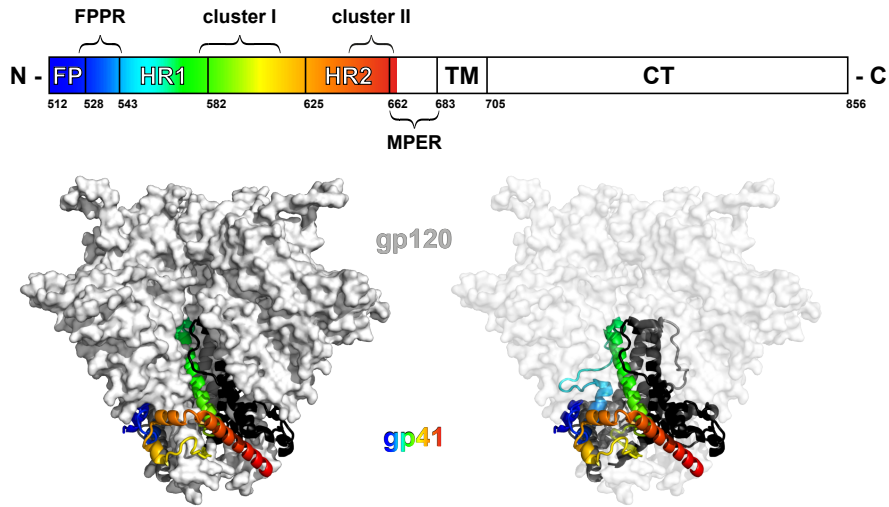 FPPR cluster I cluster II
N - FP HR1 HR2 TM CT - C
512 528 543 582 625 662 683 705 856
MPER
gp120
gp41